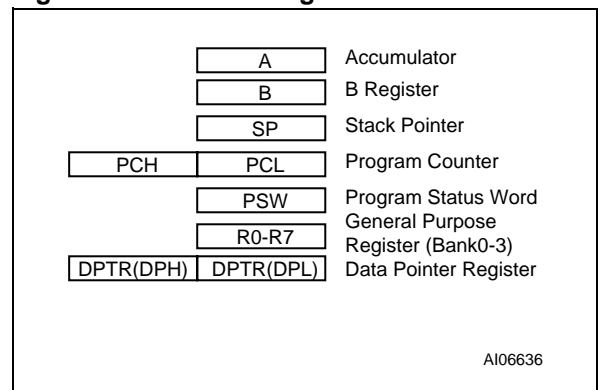 A Accumulator
B B Register
SP Stack Pointer
PCH PCL Program Counter
PSW Program Status Word
R0-R7 General Purpose
Register (Bank0-3)
DPTR(DPH) DPTR(DPL) Data Pointer Register
AI06636